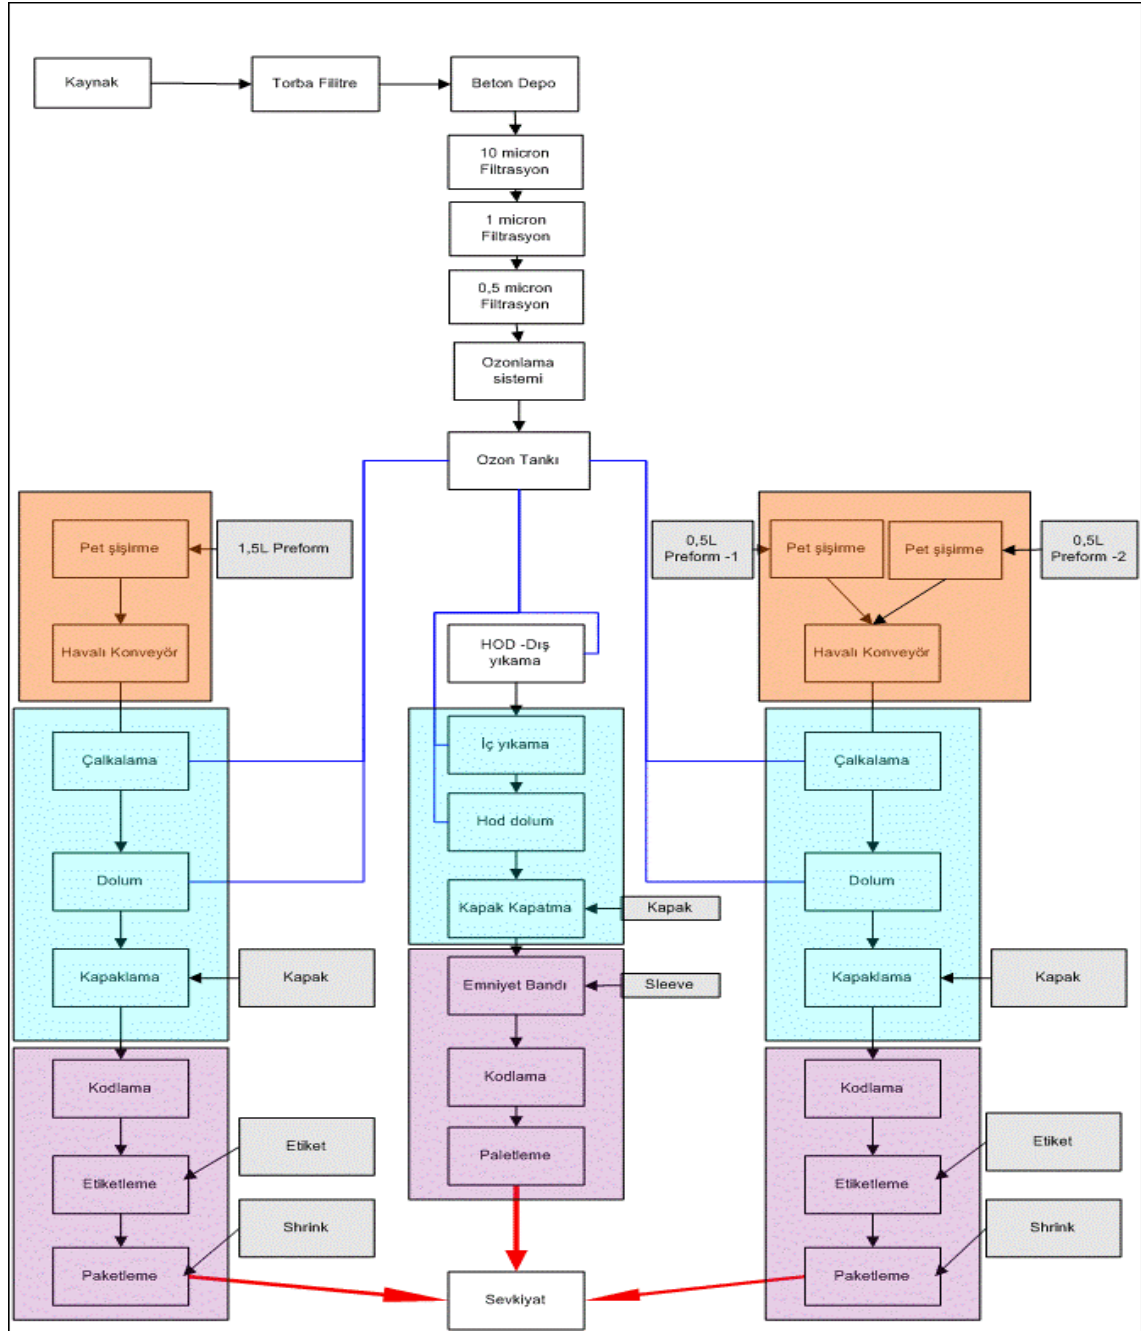 Kaynak
Torba Filitre
Beton Depo
10 micron
Filtrasyon
1 micron
Filtrasyon
0,5 micron
Filtrasyon
Ozonlama
sistemi
Ozon Tankı
Pet şişirme
1,5L Preform
Havalı Konveyör
Çalkalama
Dolum
Kapaklama
Kapak
Kodlama
Etiket
Etiketleme
Shrink
Paketleme
HOD -Dış
yıkama
İç yıkama
Hod dolum
Kapak Kapatma
Kapak
Emniyet Bandı
Sleeve
Kodlama
Paletleme
Sevkiyat
0,5L
Preform -1
Pet şişirme
Pet şişirme
0,5L
Preform -2
Havalı Konveyör
Çalkalama
Dolum
Kapaklama
Kapak
Kodlama
Etiket
Etiketleme
Shrink
Paketleme